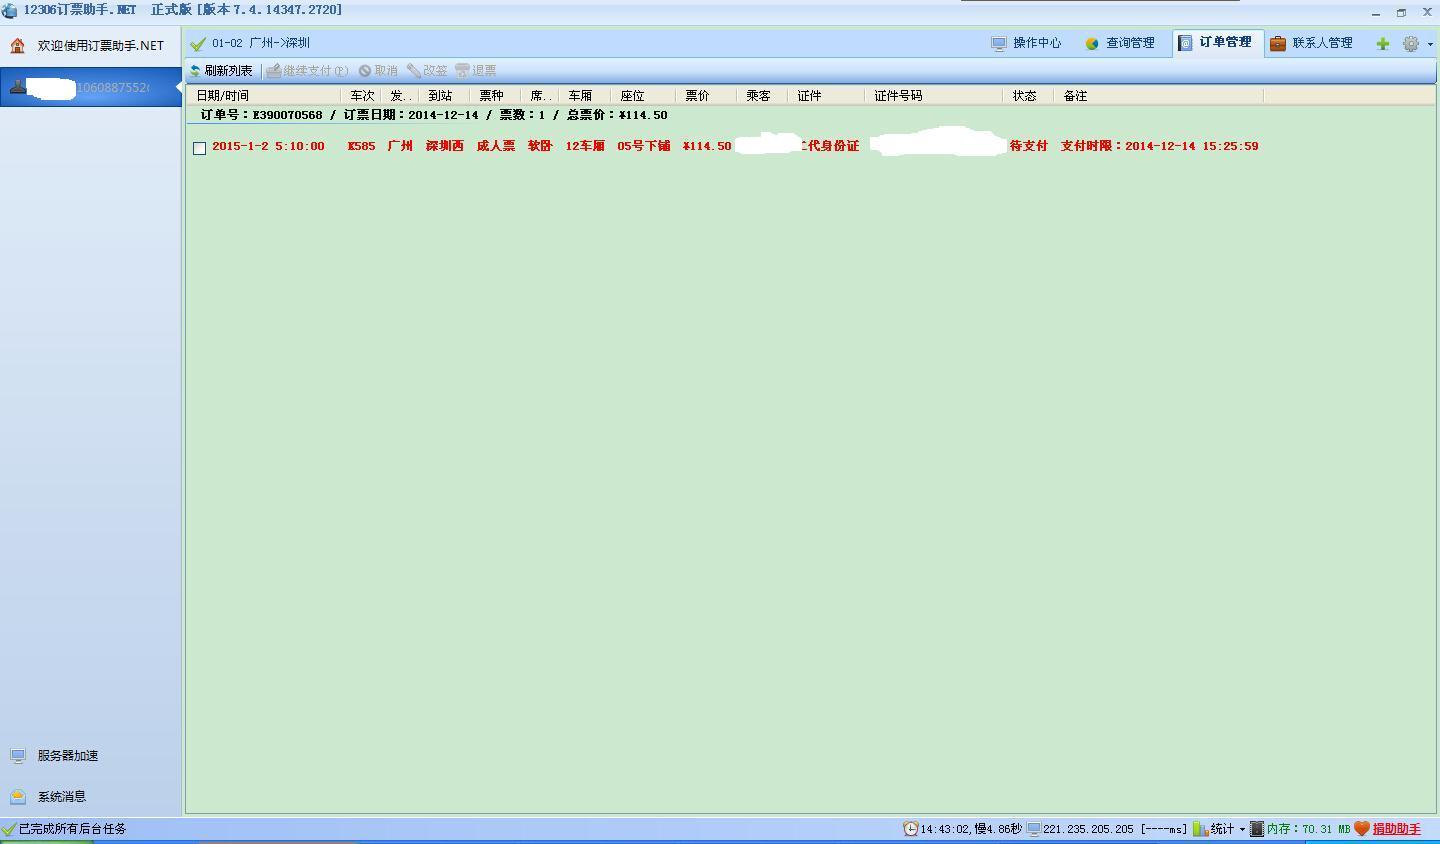 12306订票助手.NET 正式版 [版本 7.4.14347.2720]
欢迎使用订票助手.NET
01-02 广州->深圳
操作中心
查询管理
订单管理
联系人管理
1060887552
刷新列表 继续支付(P) 取消 改签 退票
日期/时间 车次 发.. 到站 票种 席.. 车厢 座位 票价 乘客 证件 证件号码 状态 备注
订单号：E390070568 / 订票日期：2014-12-14 / 票数：1 / 总票价：¥114.50
2015-1-2 5:10:00 K585 广州 深圳西 成人票 软卧 12车厢 05号下铺 ¥114.50 二代身份证 待支付 支付时限：2014-12-14 15:25:59
服务器加速
系统消息
已完成所有后台任务
14:43:02,慢4.86秒 221.235.205.205 [----ms] 统计 内存：70.31 MB 捐助助手